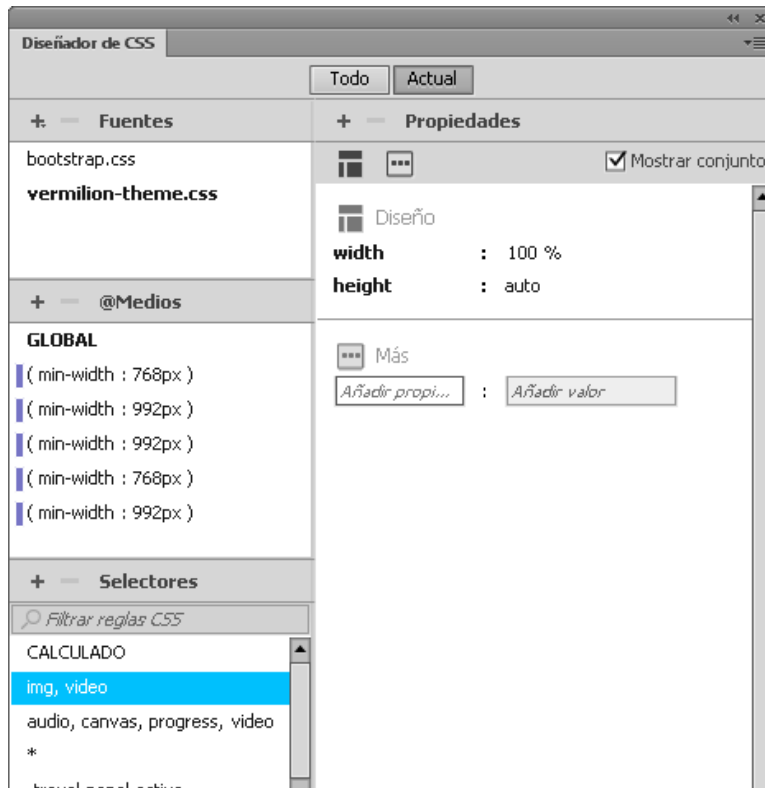 Diseñador de CSS
Todo Actual
Fuentes
bootstrap.css
vermilion-theme.css
@Medios
GLOBAL
( min-width : 768px )
( min-width : 992px )
( min-width : 992px )
( min-width : 768px )
( min-width : 992px )
Selectores
Filtrar reglas CSS
CALCULADO
img, video
audio, canvas, progress, video
*
Propiedades
Mostrar conjunto
Diseño
width : 100 %
height : auto
Más
Añadir propi... : Añadir valor